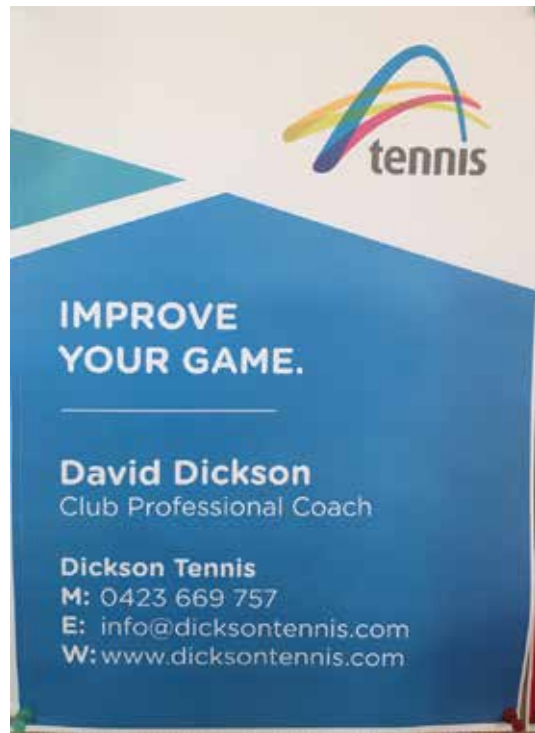 tennis
IMPROVE
YOUR GAME.
David Dickson
Club Professional Coach
Dickson Tennis
M: 0423 669 757
E: info@dicksontennis.com
W: www.dicksontennis.com